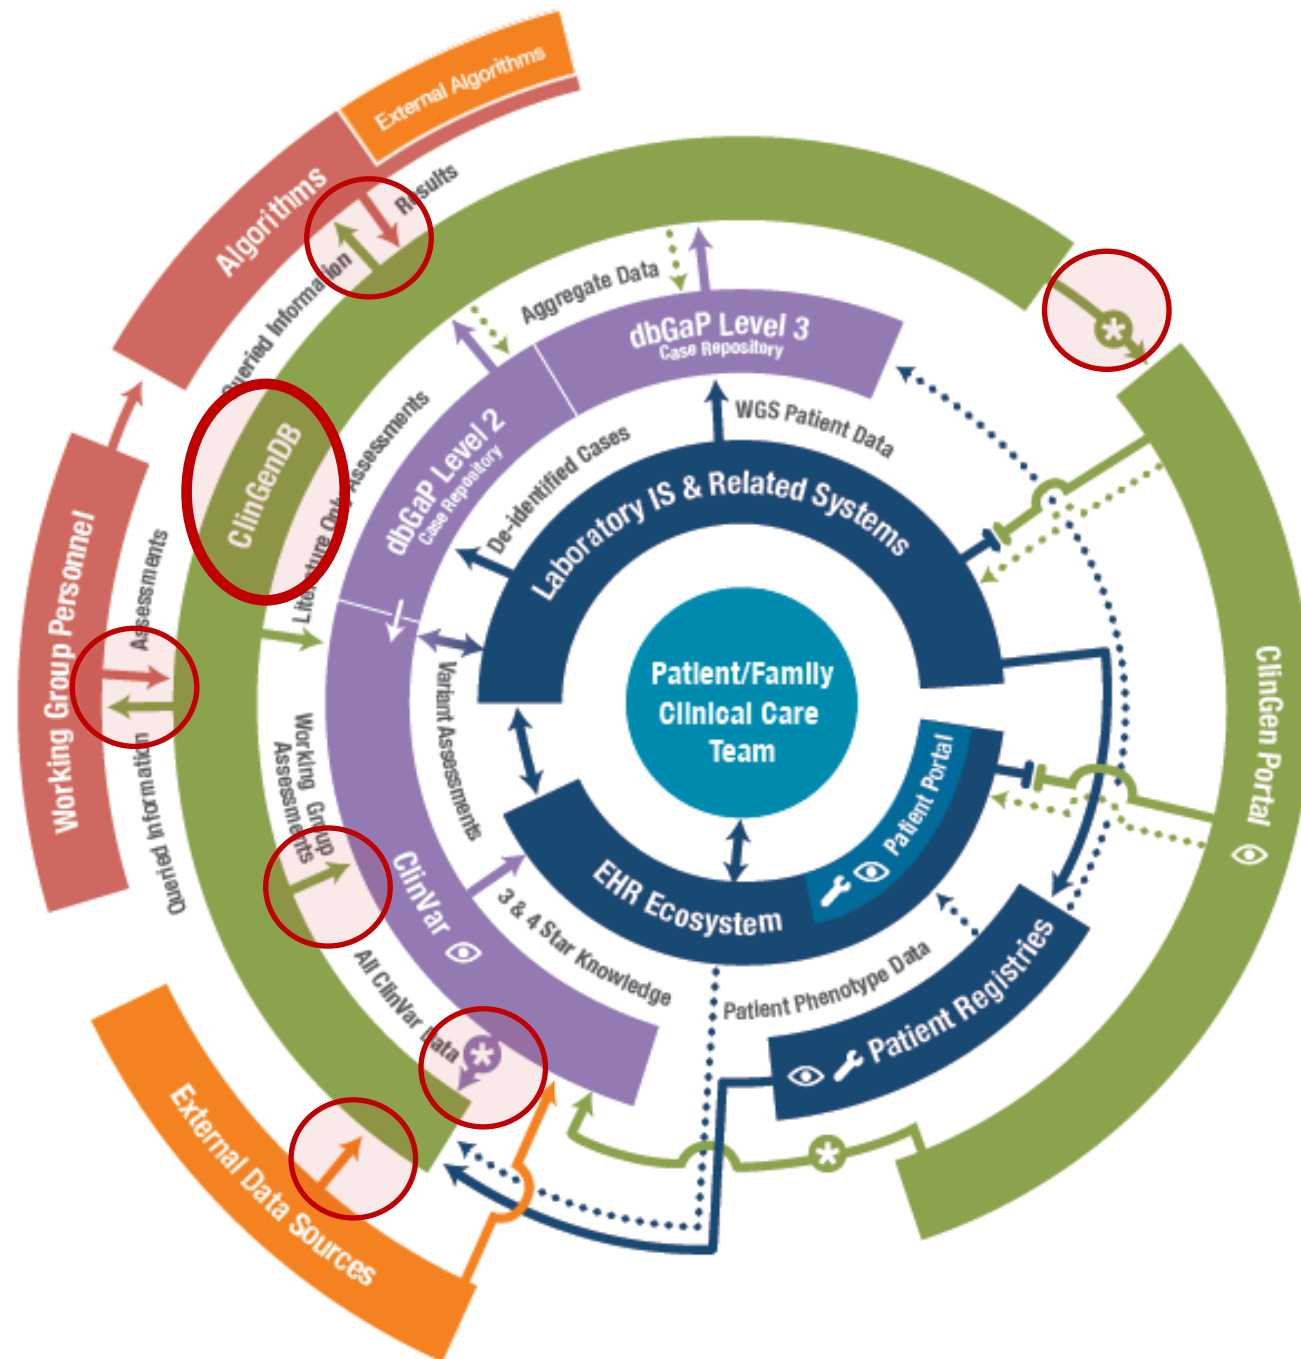 External Algorithms
Algorithms
Results
Queried Information
Aggregate Data
dbGaP Level 3
Case Repository
WGS Patient Data
ClinGenDB
Literature Only Assessments
dbGaP Level 2
Case Repository
De-identified Cases
Laboratory IS & Related Systems
Working Group Personnel
Assessments
Queried Information
Working Group
Assessments
Variant Assessments
Patient/Family
Clinical Care
Team
ClinGen Portal
Patient Portal
EHR Ecosystem
ClinVar
3 & 4 Star Knowledge
All ClinVar Data
Patient Phenotype Data
Patient Registries
External Data Sources